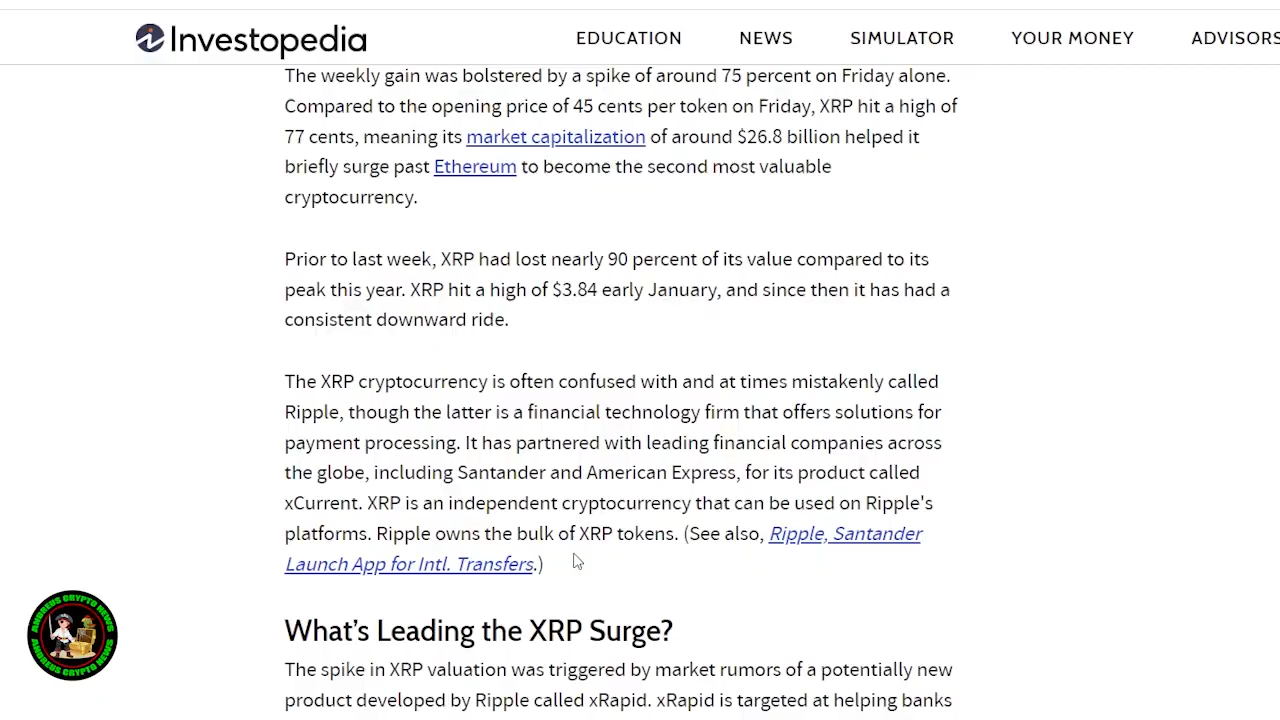 Investopedia
EDUCATION NEWS SIMULATOR YOUR MONEY ADVISORS
The weekly gain was bolstered by a spike of around 75 percent on Friday alone.
Compared to the opening price of 45 cents per token on Friday, XRP hit a high of
77 cents, meaning its market capitalization of around $26.8 billion helped it
briefly surge past Ethereum to become the second most valuable
cryptocurrency.
Prior to last week, XRP had lost nearly 90 percent of its value compared to its
peak this year. XRP hit a high of $3.84 early January, and since then it has had a
consistent downward ride.
The XRP cryptocurrency is often confused with and at times mistakenly called
Ripple, though the latter is a financial technology firm that offers solutions for
payment processing. It has partnered with leading financial companies across
the globe, including Santander and American Express, for its product called
xCurrent. XRP is an independent cryptocurrency that can be used on Ripple's
platforms. Ripple owns the bulk of XRP tokens. (See also, Ripple, Santander
Launch App for Intl. Transfers.)
ANDREUS CRYPTO NEWS
ANDREUS CRYPTO NEWS
What's Leading the XRP Surge?
The spike in XRP valuation was triggered by market rumors of a potentially new
product developed by Ripple called xRapid. xRapid is targeted at helping banks